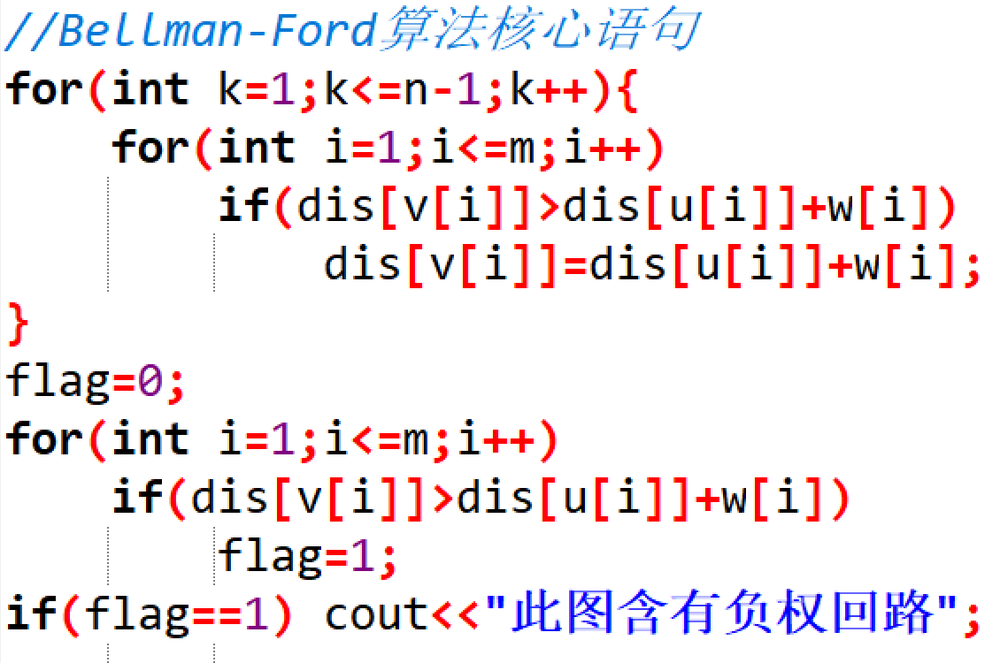 //Bellman-Ford算法核心语句
for(int k=1;k<=n-1;k++){
for(int i=1;i<=m;i++)
if(dis[v[i]]>dis[u[i]]+w[i])
dis[v[i]]=dis[u[i]]+w[i];
}
flag=0;
for(int i=1;i<=m;i++)
if(dis[v[i]]>dis[u[i]]+w[i])
flag=1;
if(flag==1) cout<<"此图含有负权回路";